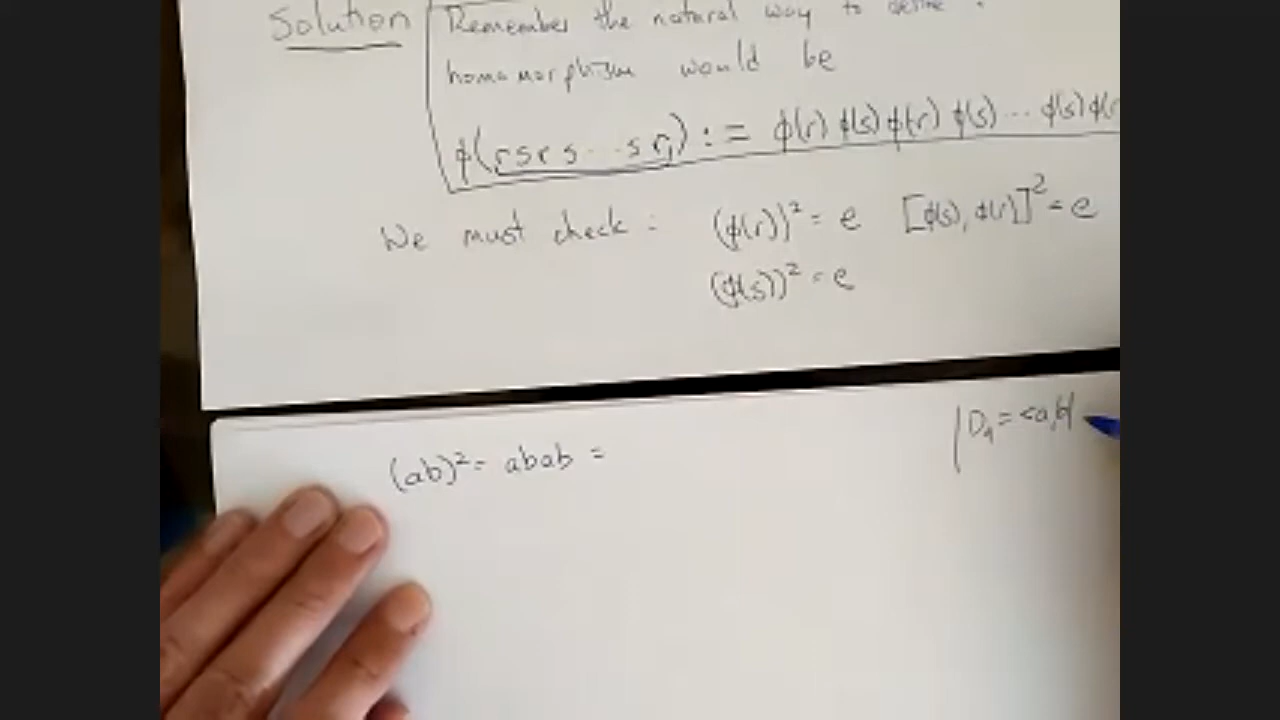 Solution
Remember the natural way to define
homomorphism would be
ϕ(rsrs...sr₁) := ϕ(r)ϕ(s)ϕ(r)ϕ(s)...ϕ(s)ϕ(r
We must check : (ϕ(r))² = e [ϕ(s), ϕ(r)]² = e
(ϕ(s))² = e
(ab)² = abab =
D₄ = <a,b|